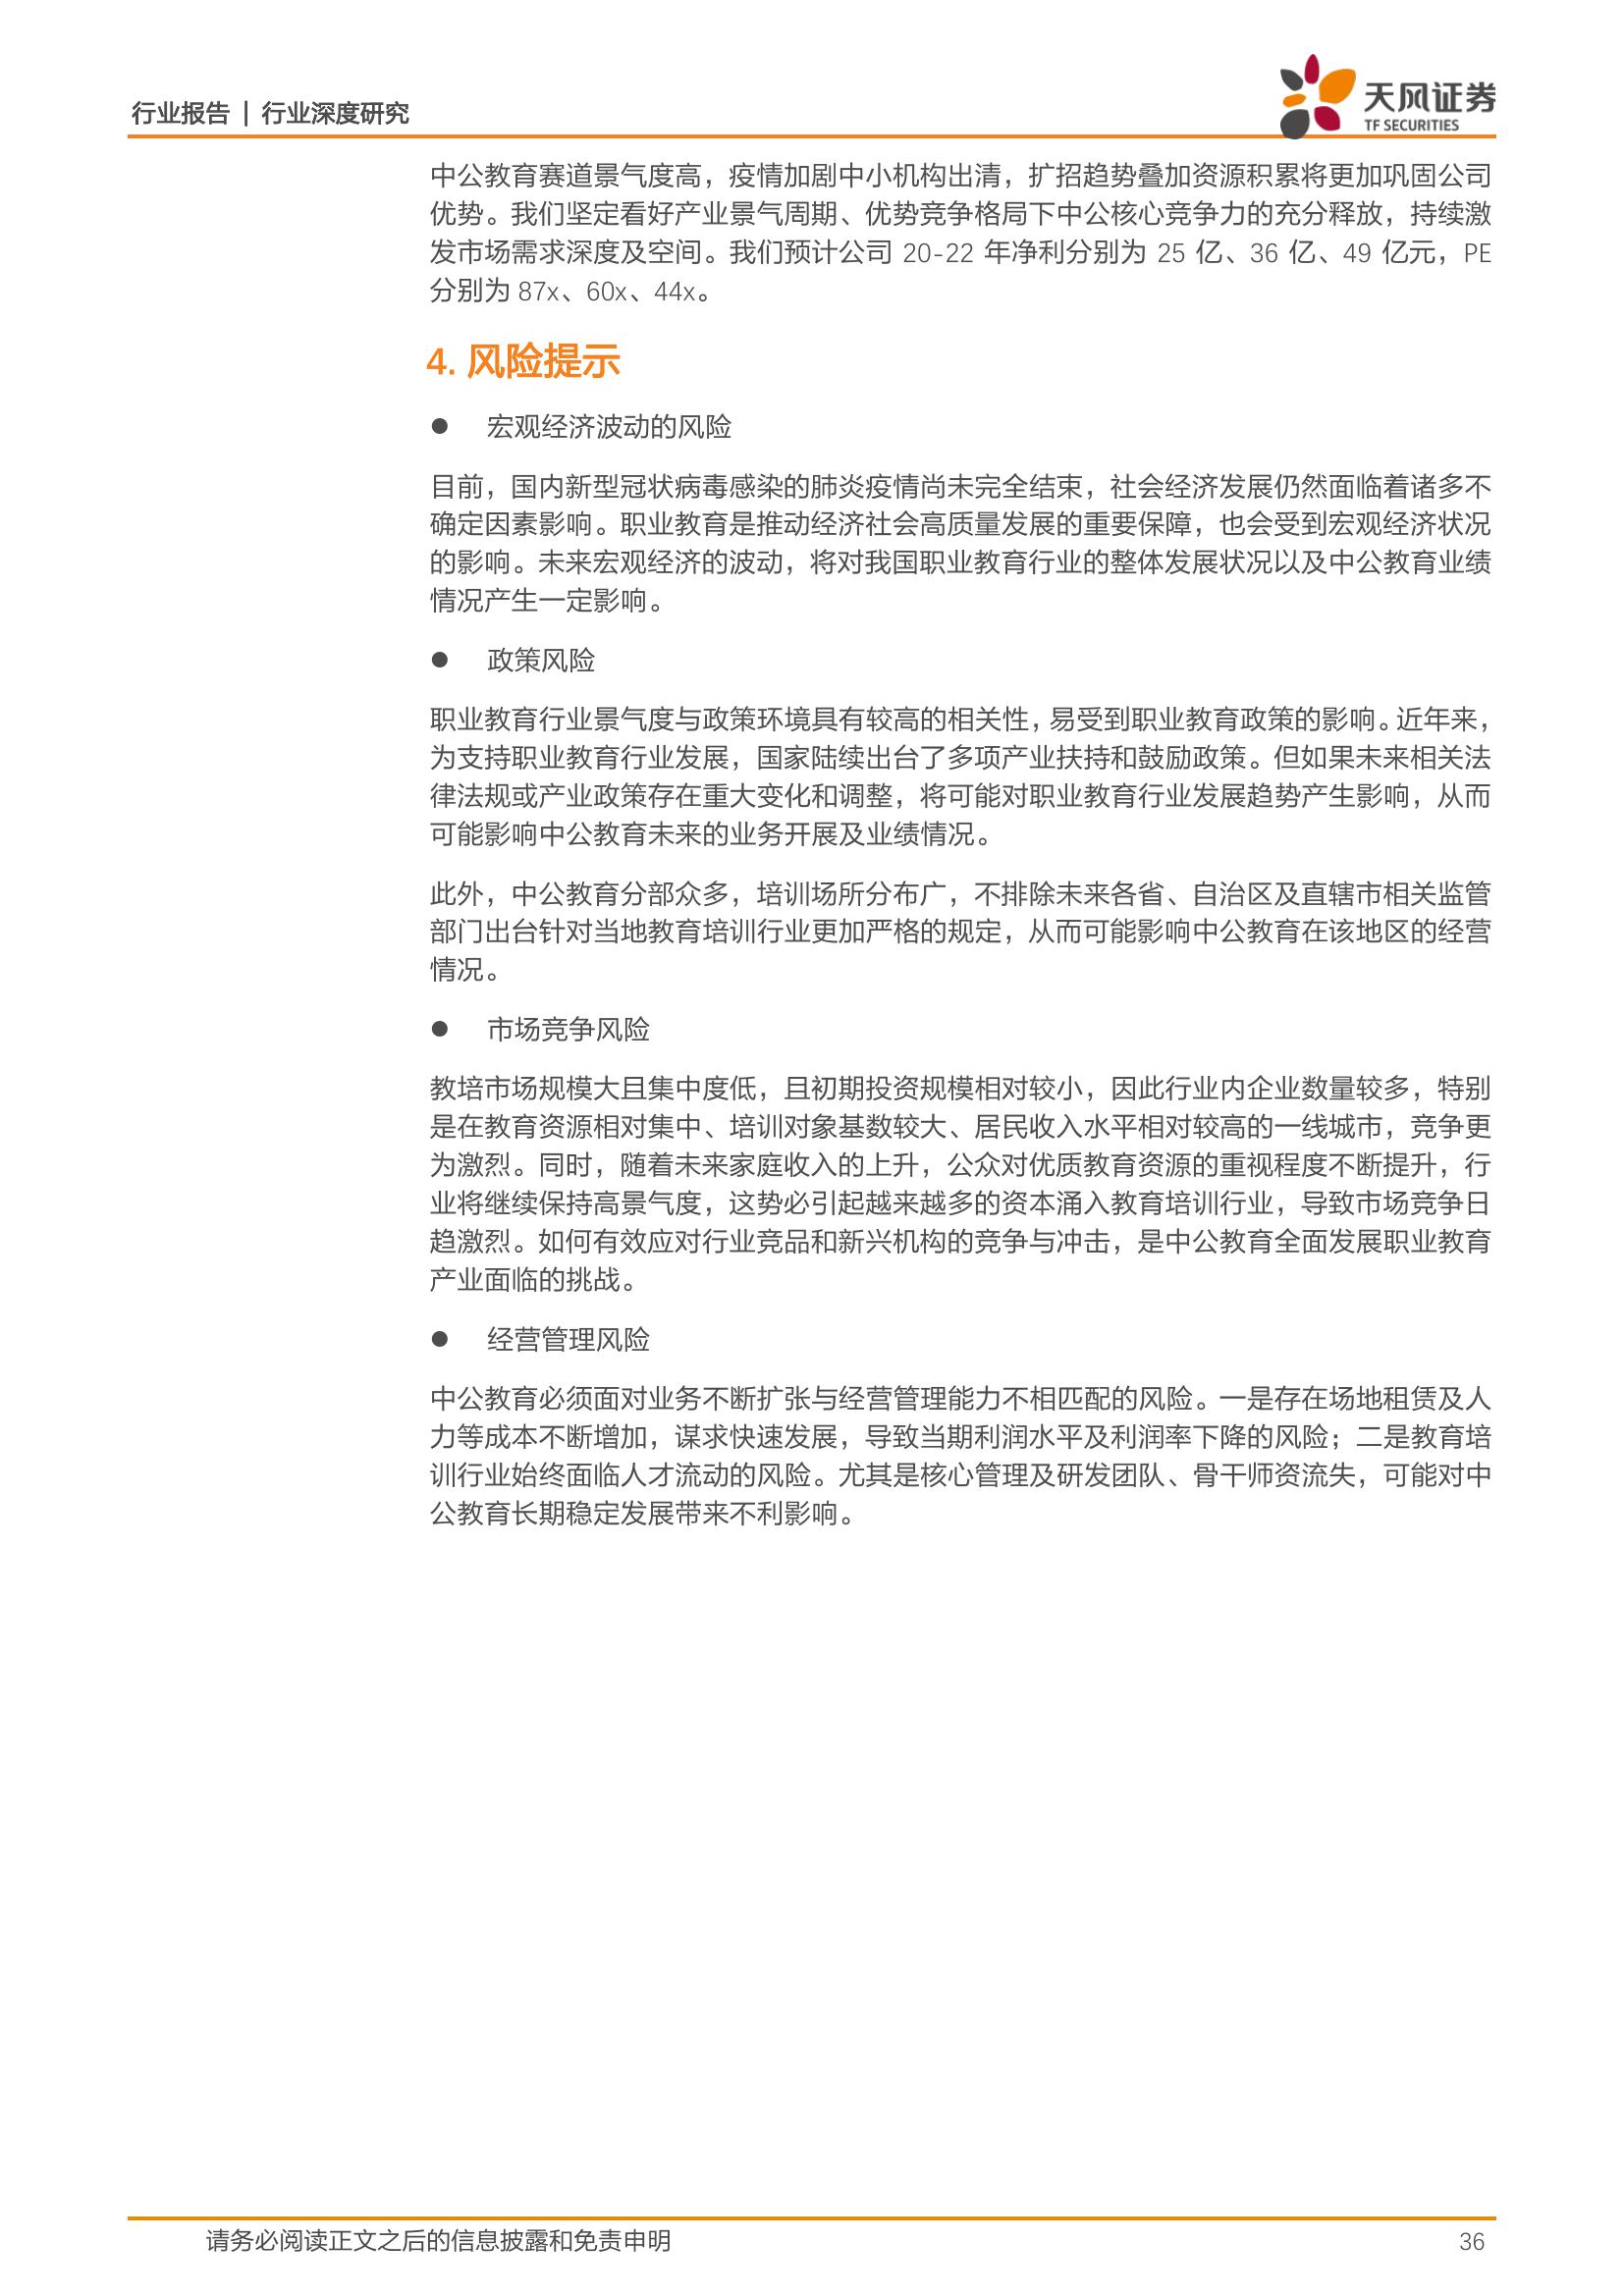 行业报告 | 行业深度研究
天风证券
TF SECURITIES
中公教育赛道景气度高，疫情加剧中小机构出清，扩招趋势叠加资源积累将更加巩固公司
优势。我们坚定看好产业景气周期、优势竞争格局下中公核心竞争力的充分释放，持续激
发市场需求深度及空间。我们预计公司 20-22 年净利分别为 25 亿、36 亿、49 亿元，PE
分别为 87x、60x、44x。
4. 风险提示
● 宏观经济波动的风险
目前，国内新型冠状病毒感染的肺炎疫情尚未完全结束，社会经济发展仍然面临着诸多不
确定因素影响。职业教育是推动经济社会高质量发展的重要保障，也会受到宏观经济状况
的影响。未来宏观经济的波动，将对我国职业教育行业的整体发展状况以及中公教育业绩
情况产生一定影响。
● 政策风险
职业教育行业景气度与政策环境具有较高的相关性，易受到职业教育政策的影响。近年来，
为支持职业教育行业发展，国家陆续出台了多项产业扶持和鼓励政策。但如果未来相关法
律法规或产业政策存在重大变化和调整，将可能对职业教育行业发展趋势产生影响，从而
可能影响中公教育未来的业务开展及业绩情况。
此外，中公教育分部众多，培训场所分布广，不排除未来各省、自治区及直辖市相关监管
部门出台针对当地教育培训行业更加严格的规定，从而可能影响中公教育在该地区的经营
情况。
● 市场竞争风险
教培市场规模大且集中度低，且初期投资规模相对较小，因此行业内企业数量较多，特别
是在教育资源相对集中、培训对象基数较大、居民收入水平相对较高的一线城市，竞争更
为激烈。同时，随着未来家庭收入的上升，公众对优质教育资源的重视程度不断提升，行
业将继续保持高景气度，这势必引起越来越多的资本涌入教育培训行业，导致市场竞争日
趋激烈。如何有效应对行业竞品和新兴机构的竞争与冲击，是中公教育全面发展职业教育
产业面临的挑战。
● 经营管理风险
中公教育必须面对业务不断扩张与经营管理能力不相匹配的风险。一是存在场地租赁及人
力等成本不断增加，谋求快速发展，导致当期利润水平及利润率下降的风险；二是教育培
训行业始终面临人才流动的风险。尤其是核心管理及研发团队、骨干师资流失，可能对中
公教育长期稳定发展带来不利影响。
请务必阅读正文之后的信息披露和免责申明
36